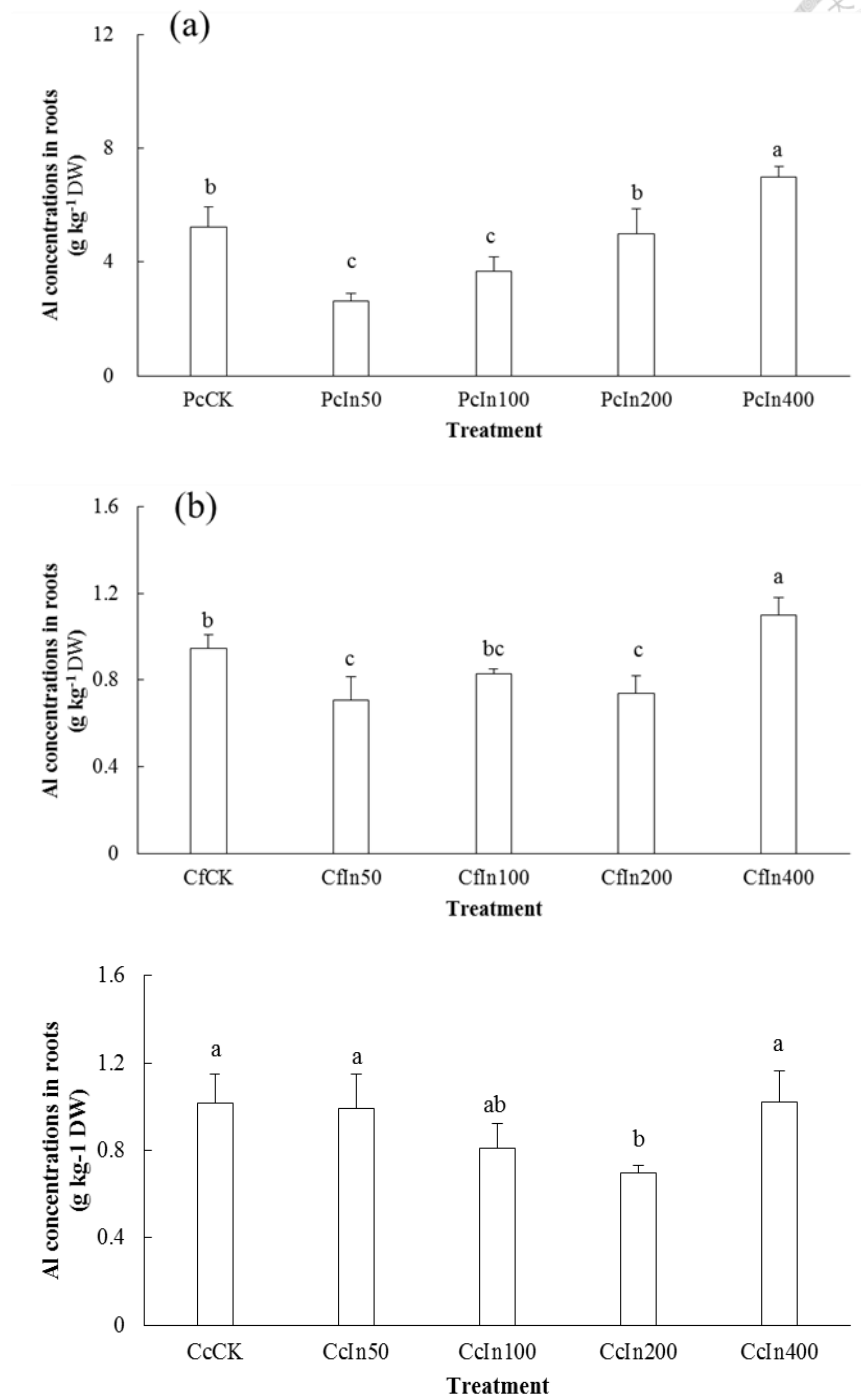 (a)
12
8
4
0
Al concentrations in roots
(g kg-1 DW)
b
c
c
b
a
PcCK PcIn50 PcIn100 PcIn200 PcIn400
Treatment
(b)
1.6
1.2
0.8
0.4
0
Al concentrations in roots
(g kg-1 DW)
b
c
bc
c
a
CfCK CfIn50 CfIn100 CfIn200 CfIn400
Treatment
1.6
1.2
0.8
0.4
0
Al concentrations in roots
(g kg-1 DW)
a
a
ab
b
a
CcCK CcIn50 CcIn100 CcIn200 CcIn400
Treatment